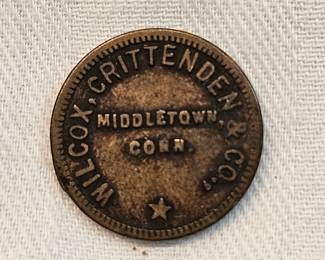 WILCOX, CRITTENDEN & CO.,
MIDDLETOWN,
CONN.